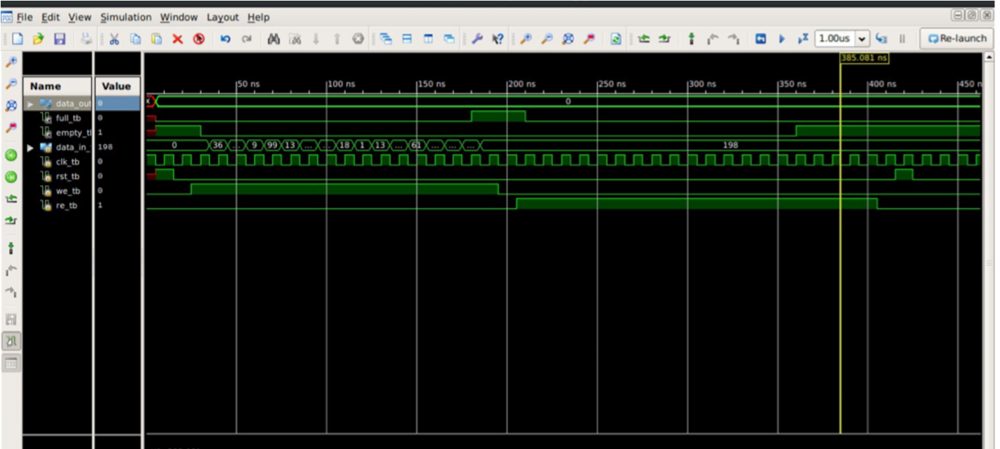 File Edit View Simulation Window Layout Help
1.00us Re-launch
385.081 ns
Name Value
50 ns 100 ns 150 ns 200 ns 250 ns 300 ns 350 ns 400 ns 450 n
data_out 0 X 0
full_tb 0
empty_tl 1
data_in_ 198 0 36 ... 9 99 13 ... ... 18 1 13 ... 61 ... ... ... 198
clk_tb 0
rst_tb 0
we_tb 0
re_tb 1